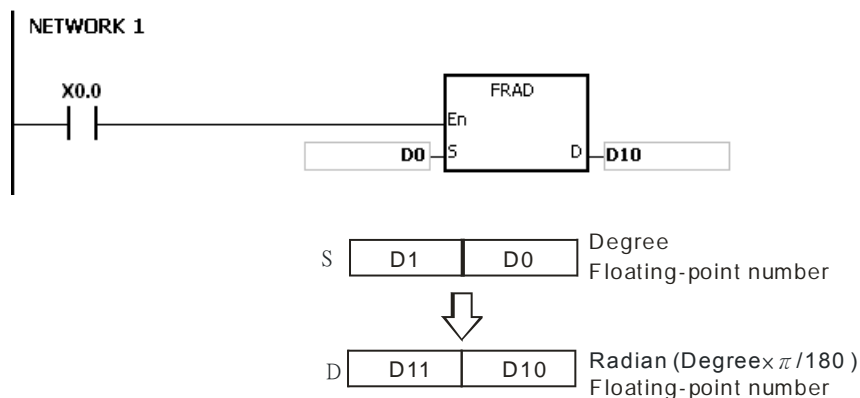 NETWORK 1
X0.0
FRAD
En
D0 S D D10
S D1 D0 Degree
Floating-point number
D D11 D10 Radian (Degree× π /180 )
Floating-point number